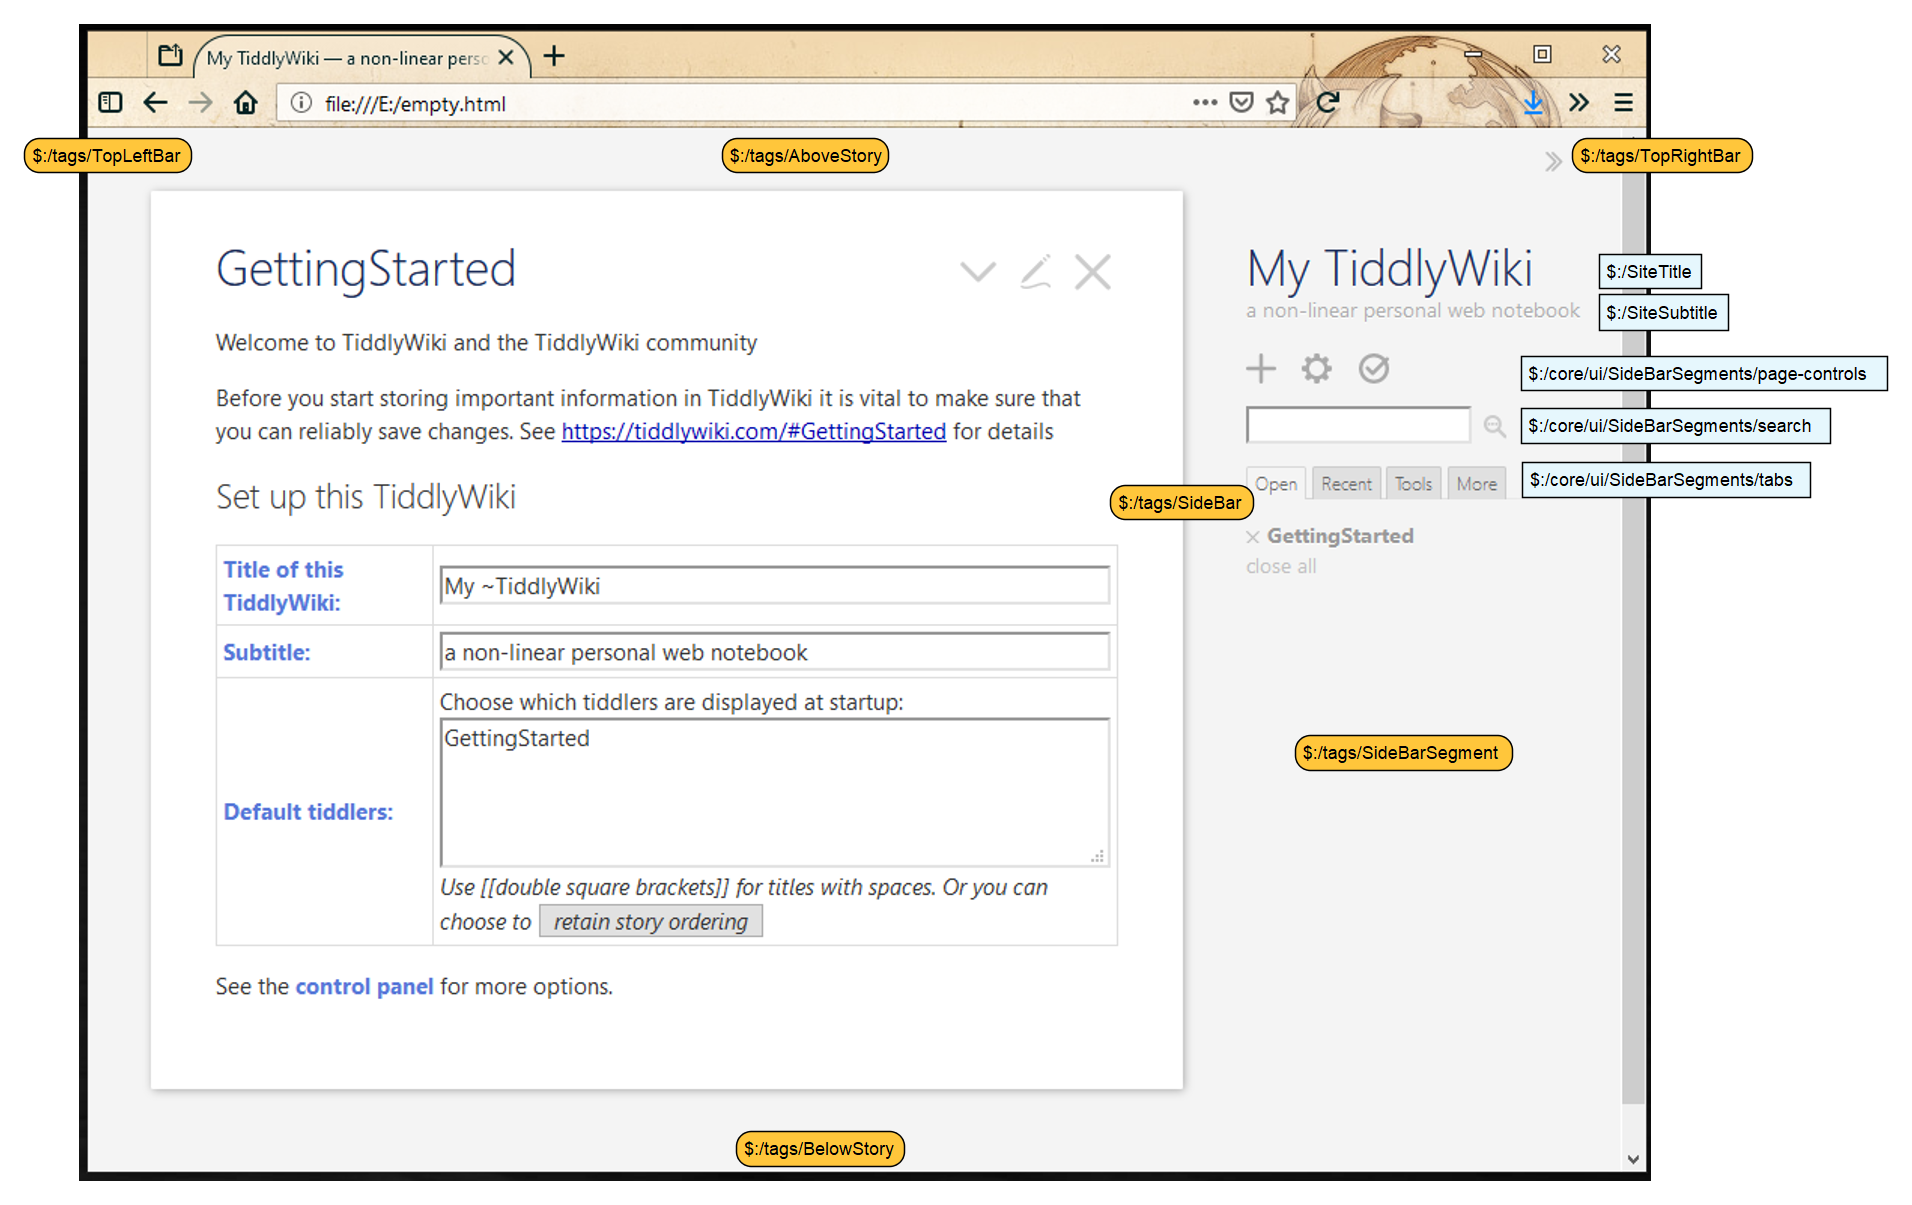 My TiddlyWiki — a non-linear pers
file:///E:/empty.html
$:/tags/TopLeftBar
$:/tags/AboveStory
$:/tags/TopRightBar
GettingStarted
Welcome to TiddlyWiki and the TiddlyWiki community
Before you start storing important information in TiddlyWiki it is vital to make sure that
you can reliably save changes. See https://tiddlywiki.com/#GettingStarted for details
Set up this TiddlyWiki
Title of this
TiddlyWiki:
My ~TiddlyWiki
Subtitle:
a non-linear personal web notebook
Default tiddlers:
Choose which tiddlers are displayed at startup:
GettingStarted
Use [[double square brackets]] for titles with spaces. Or you can
choose to retain story ordering
See the control panel for more options.
My TiddlyWiki
$:/SiteTitle
a non-linear personal web notebook
$:/SiteSubtitle
$:/core/ui/SideBarSegments/page-controls
$:/core/ui/SideBarSegments/search
Open Recent Tools More
$:/core/ui/SideBarSegments/tabs
$:/tags/SideBar
GettingStarted
close all
$:/tags/SideBarSegment
$:/tags/BelowStory